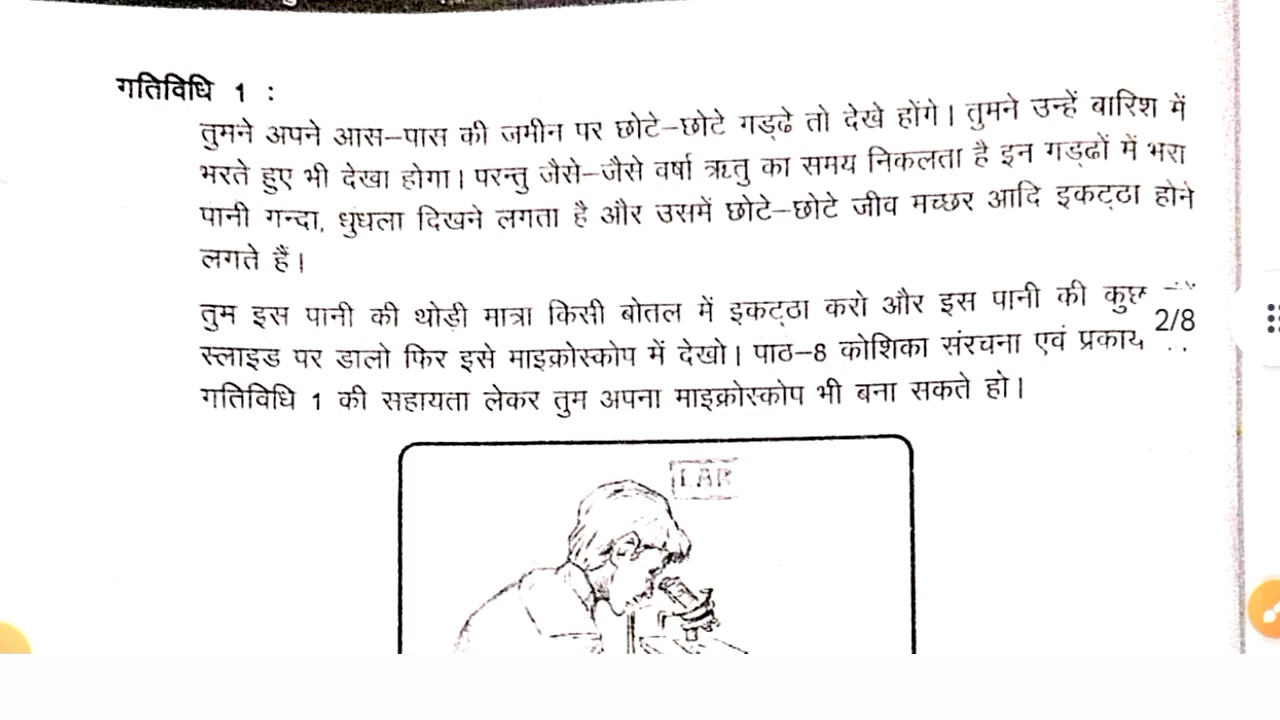 गतिविधि 1 :
तुमने अपने आस–पास की जमीन पर छोटे–छोटे गड्ढे तो देखे होंगे। तुमने उन्हें बारिश में
भरते हुए भी देखा होगा। परन्तु जैसे–जैसे वर्षा ऋतु का समय निकलता है इन गड्ढों में भरा
पानी गन्दा, धुंधला दिखने लगता है और उसमें छोटे–छोटे जीव मच्छर आदि इकट्ठा होने
लगते हैं।
तुम इस पानी की थोड़ी मात्रा किसी बोतल में इकट्ठा करो और इस पानी की कुछ
2/8
स्लाइड पर डालो फिर इसे माइक्रोस्कोप में देखो। पाठ–8 कोशिका संरचना एवं
गतिविधि 1 की सहायता लेकर तुम अपना माइक्रोस्कोप भी बना सकते हो।
LAB